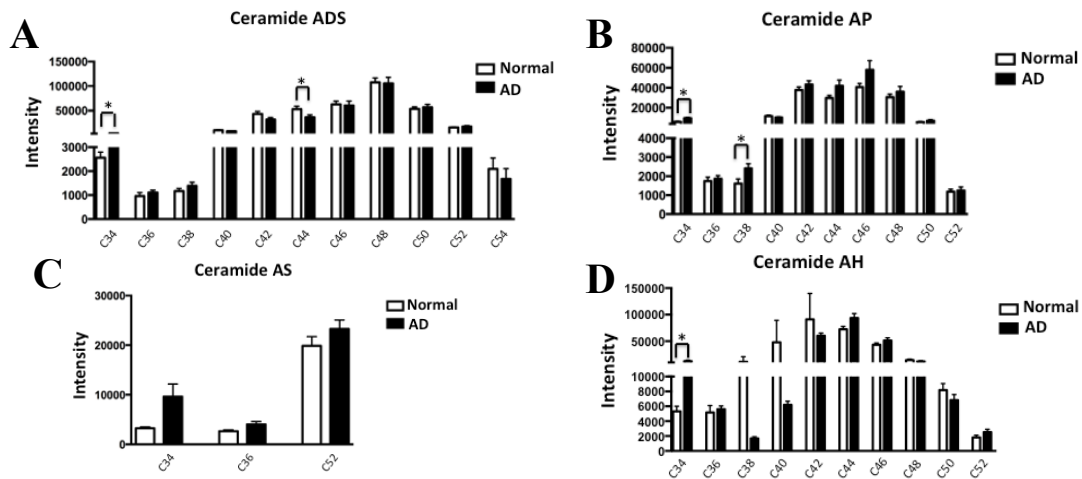 A
Ceramide ADS
Intensity
150000
100000
50000
3000
2000
1000
0
*
*
Normal
AD
C34
C36
C38
C40
C42
C44
C46
C48
C50
C52
C54
B
Ceramide AP
Intensity
80000
60000
40000
20000
4000
3000
2000
1000
0
*
*
Normal
AD
C34
C36
C38
C40
C42
C44
C46
C48
C50
C52
C
Ceramide AS
Intensity
30000
20000
10000
0
Normal
AD
C34
C36
C52
D
Ceramide AH
Intensity
150000
100000
50000
10000
8000
6000
4000
2000
0
*
Normal
AD
C34
C36
C38
C40
C42
C44
C46
C48
C50
C52